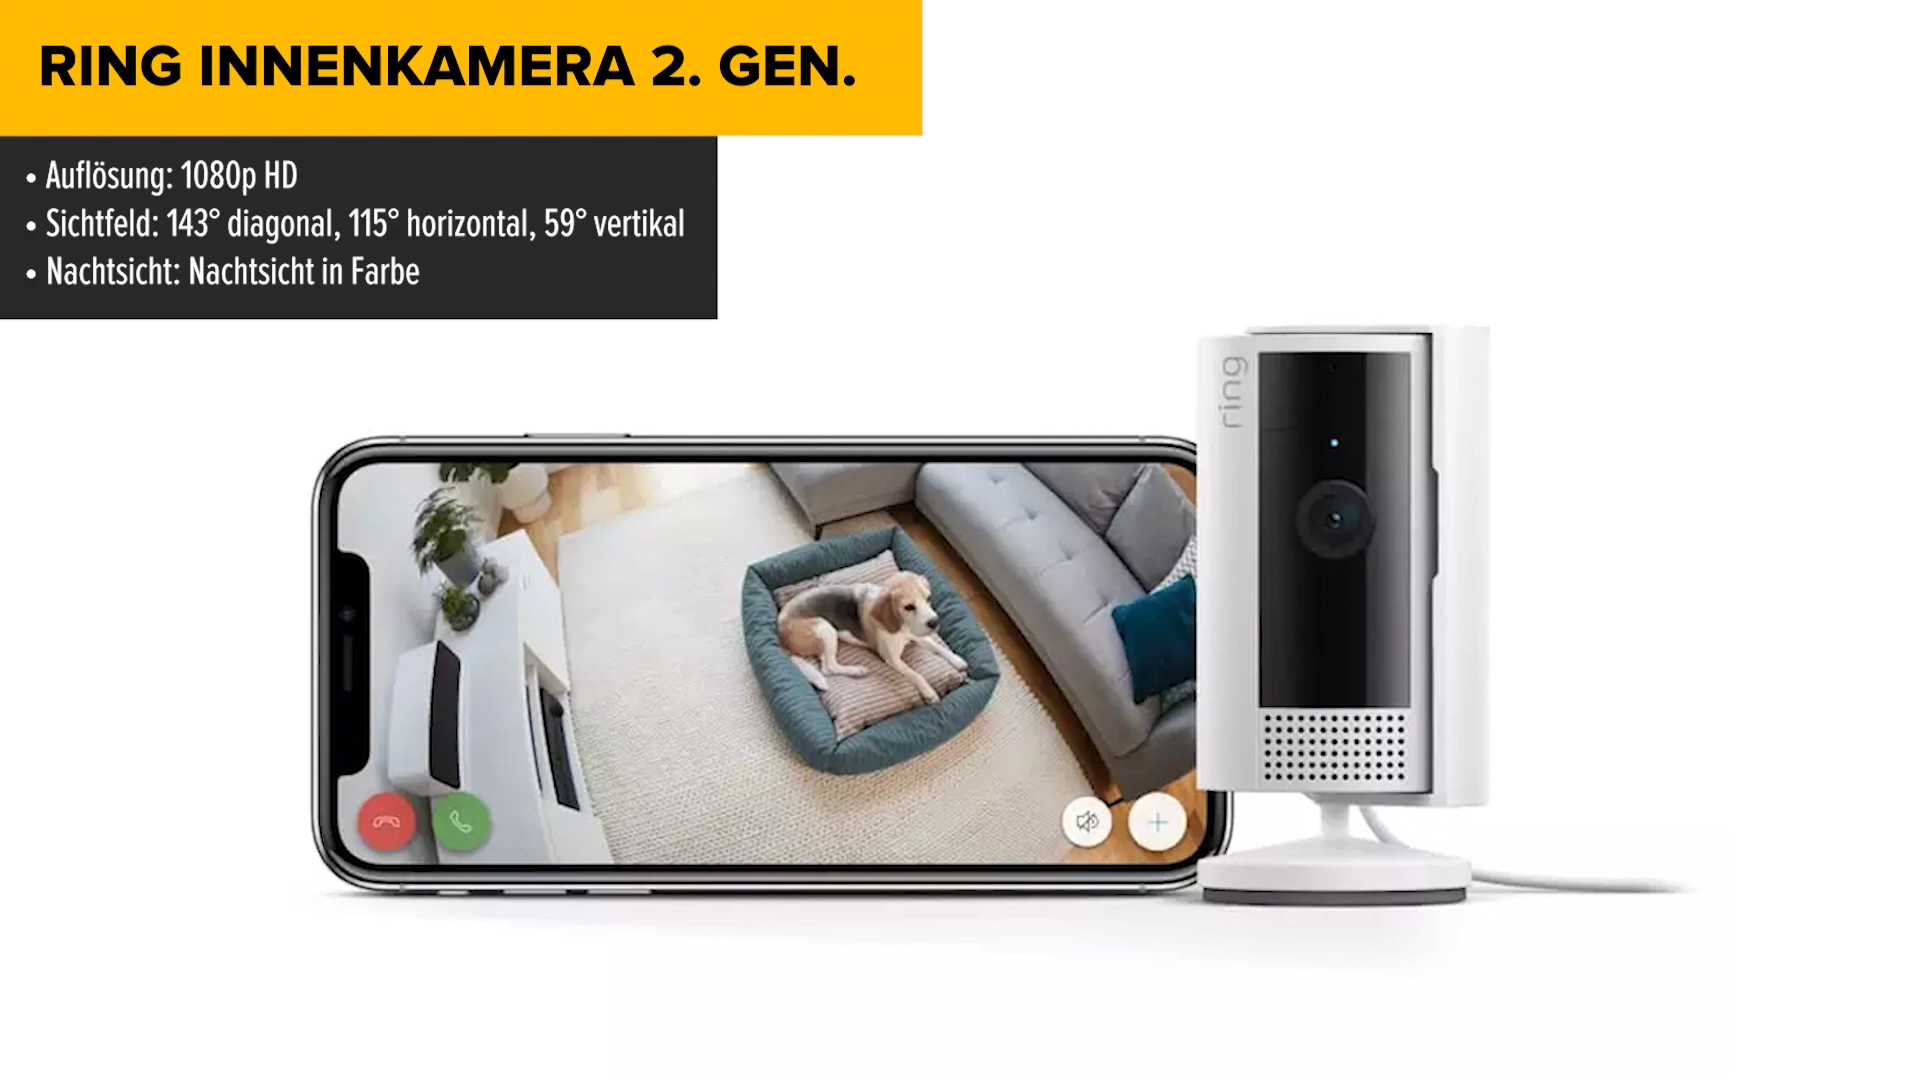 RING INNENKAMERA 2. GEN.
• Auflösung: 1080p HD
• Sichtfeld: 143° diagonal, 115° horizontal, 59° vertikal
• Nachtsicht: Nachtsicht in Farbe
ring